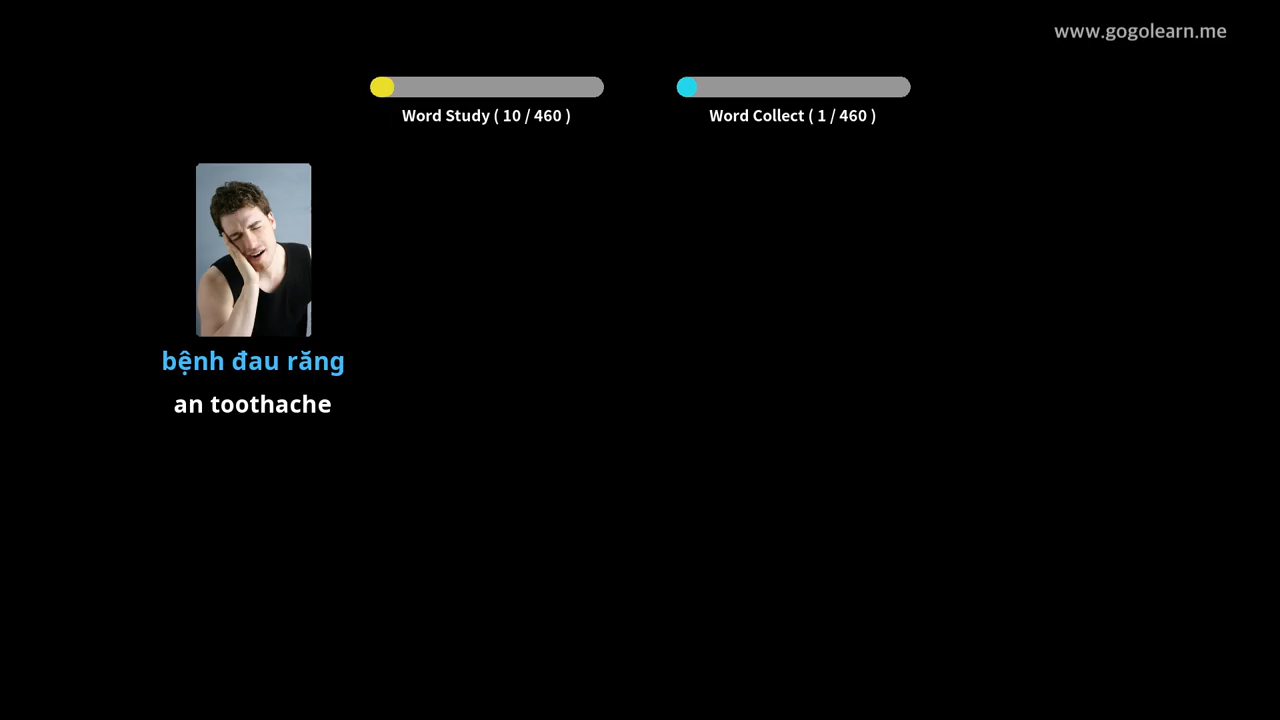 www.gogolearn.me
Word Study ( 10 / 460 )
Word Collect ( 1 / 460 )
bệnh đau răng
an toothache